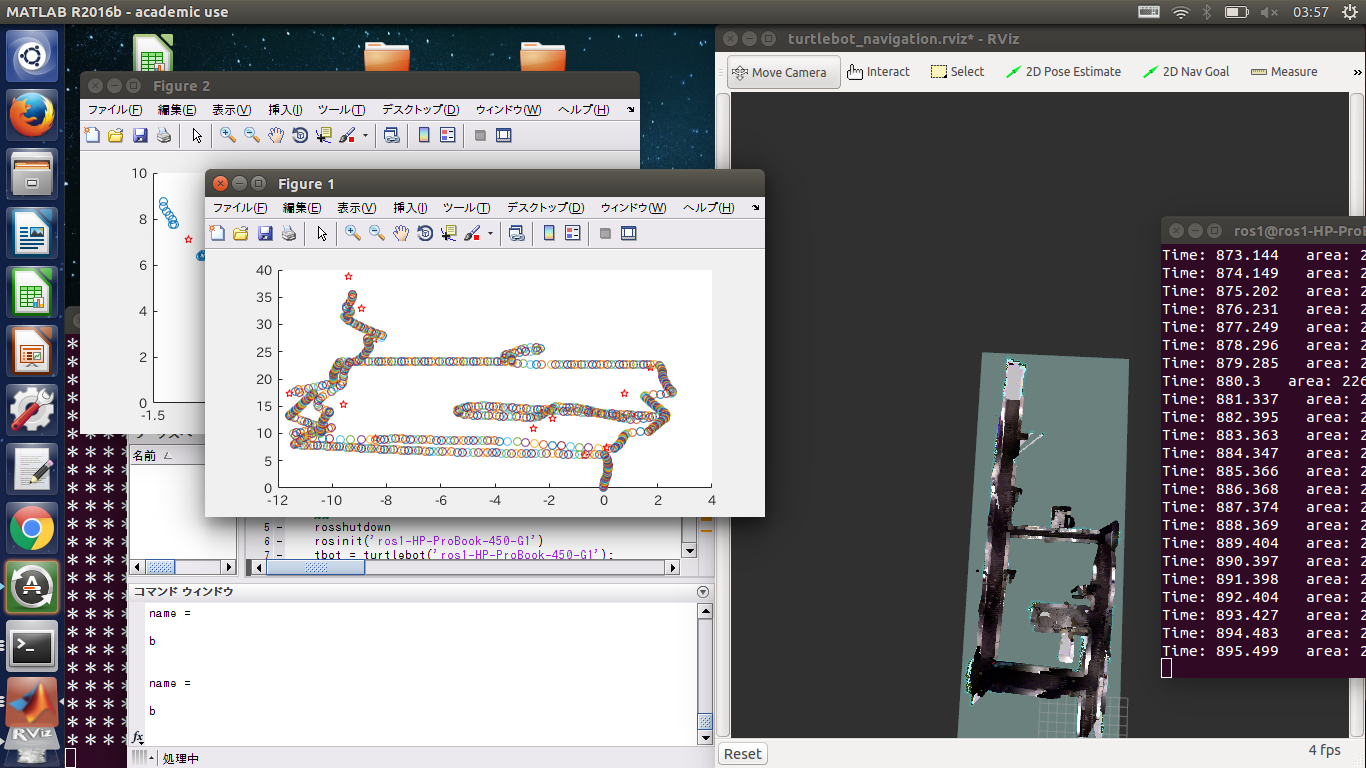 MATLAB R2016b - academic use
03:57
turtlebot_navigation.rviz* - RViz
Move Camera
Interact
Select
2D Pose Estimate
2D Nav Goal
Measure
»
Figure 2
ファイル(F) 編集(E) 表示(V) 挿入(I) ツール(T) デスクトップ(D) ウィンドウ(W) ヘルプ(H)
10
8
6
4
2
0
-1.5
Figure 1
ファイル(F) 編集(E) 表示(V) 挿入(I) ツール(T) デスクトップ(D) ウィンドウ(W) ヘルプ(H)
40
35
30
25
20
15
10
5
0
-12 -10 -8 -6 -4 -2 0 2 4
名前
5 - rosshutdown
6 - rosinit('ros1-HP-ProBook-450-G1')
7 - tbot = turtlebot('ros1-HP-ProBook-450-G1');
コマンド ウィンドウ
name =
b
name =
b
fx
処理中
ros1@ros1-HP-ProB
Time: 873.144 area: 2
Time: 874.149 area: 2
Time: 875.202 area: 2
Time: 876.231 area: 2
Time: 877.249 area: 2
Time: 878.296 area: 2
Time: 879.285 area: 2
Time: 880.3 area: 226
Time: 881.337 area: 2
Time: 882.395 area: 2
Time: 883.363 area: 2
Time: 884.347 area: 2
Time: 885.366 area: 2
Time: 886.368 area: 2
Time: 887.374 area: 2
Time: 888.369 area: 2
Time: 889.404 area: 2
Time: 890.397 area: 2
Time: 891.398 area: 2
Time: 892.404 area: 2
Time: 893.427 area: 2
Time: 894.483 area: 2
Time: 895.499 area: 2
RViz
Reset
4 fps